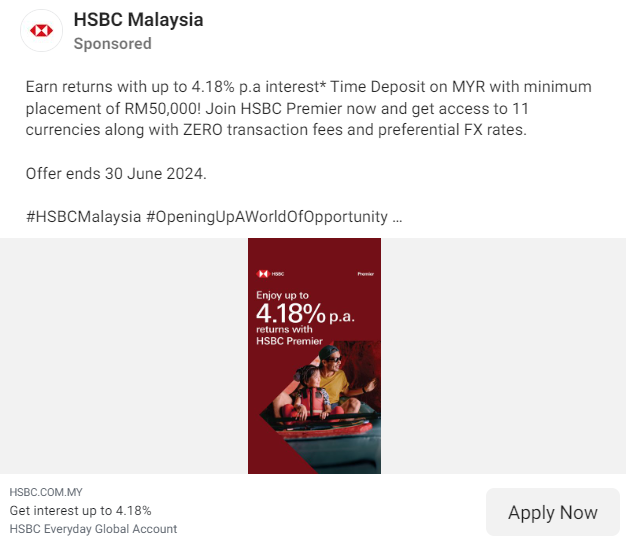 HSBC Malaysia
Sponsored
Earn returns with up to 4.18% p.a interest* Time Deposit on MYR with minimum
placement of RM50,000! Join HSBC Premier now and get access to 11
currencies along with ZERO transaction fees and preferential FX rates.
Offer ends 30 June 2024.
#HSBCMalaysia #OpeningUpAWorldOfOpportunity ...
HSBC
Premier
Enjoy up to
4.18% p.a.
returns with
HSBC Premier
HSBC.COM.MY
Get interest up to 4.18%
HSBC Everyday Global Account
Apply Now